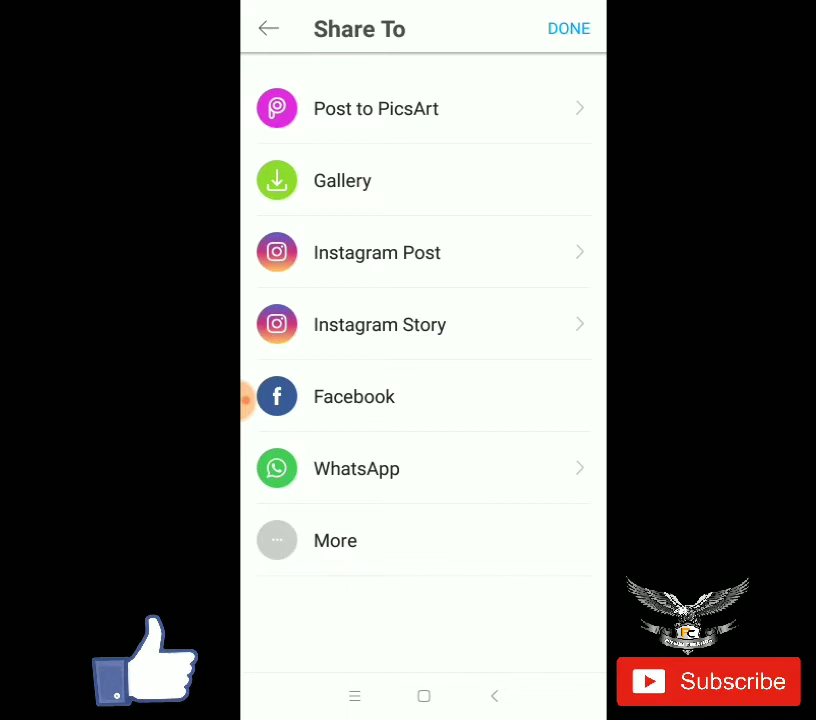 Share To
DONE
Post to PicsArt
Gallery
Instagram Post
Instagram Story
Facebook
WhatsApp
More
Subscribe